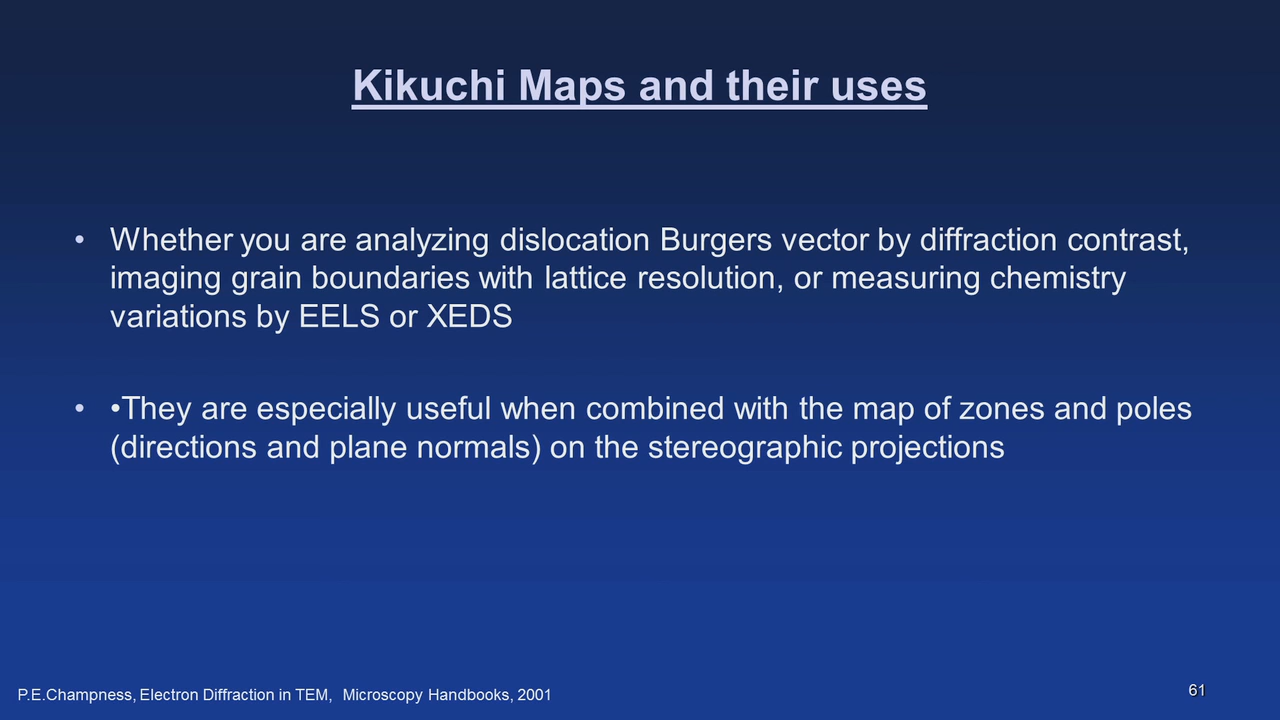 Kikuchi Maps and their uses
• Whether you are analyzing dislocation Burgers vector by diffraction contrast,
imaging grain boundaries with lattice resolution, or measuring chemistry
variations by EELS or XEDS
• •They are especially useful when combined with the map of zones and poles
(directions and plane normals) on the stereographic projections
P.E.Champness, Electron Diffraction in TEM, Microscopy Handbooks, 2001
61